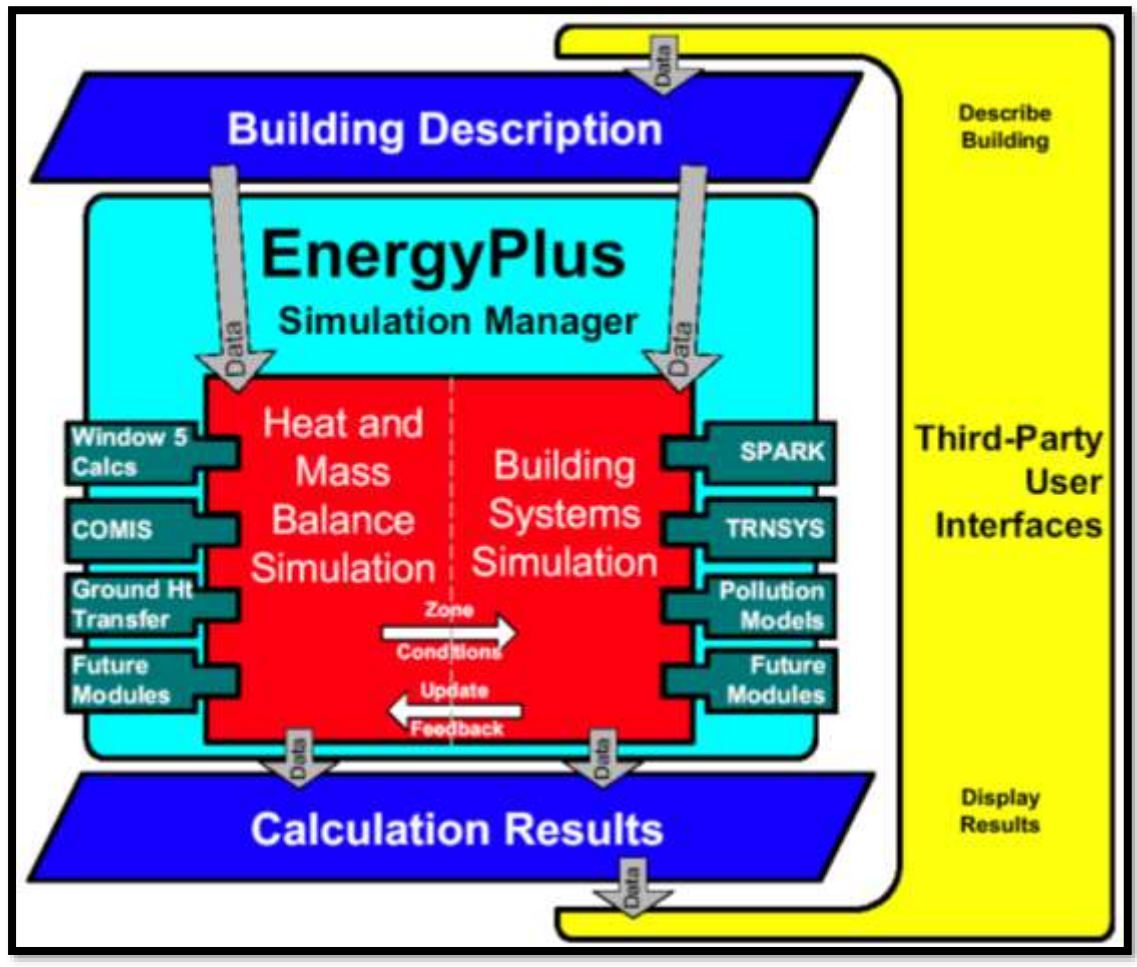 Data
Building Description
Describe
Building
EnergyPlus
Simulation Manager
Data
Data
Heat and
Mass
Balance
Simulation
Building
Systems
Simulation
Window 5
Calcs
COMIS
Ground Ht
Transfer
Future
Modules
SPARK
TRNSYS
Pollution
Models
Future
Modules
Zone
Conditions
Update
Feedback
Third-Party
User
Interfaces
Data
Data
Calculation Results
Display
Results
Data